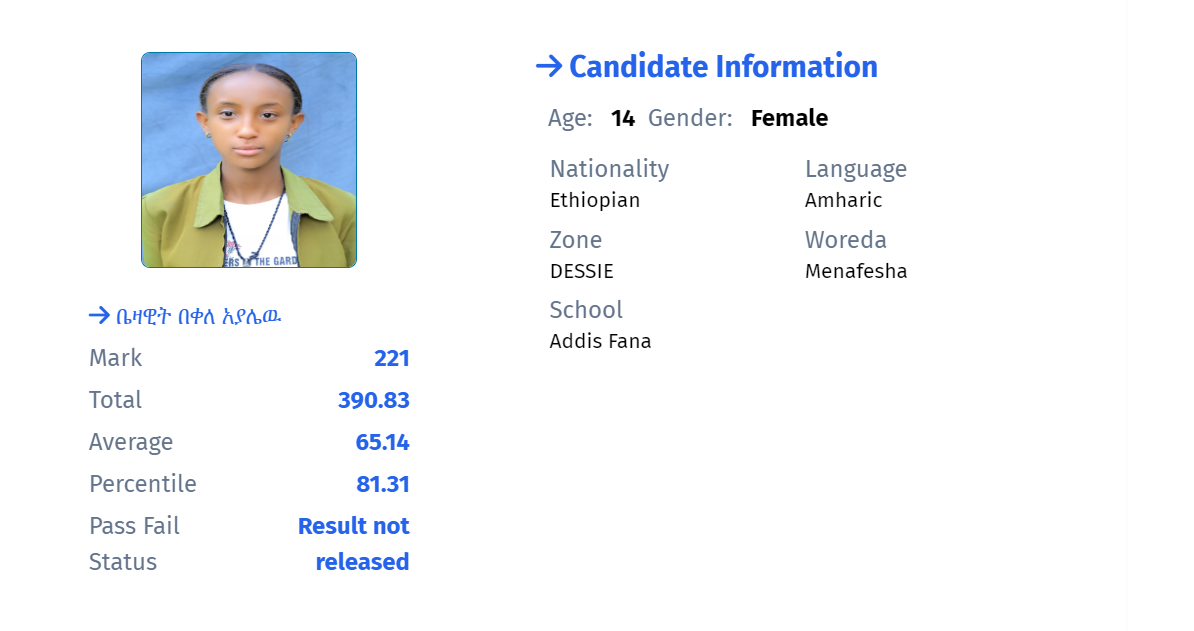 → Candidate Information
Age: 14 Gender: Female
Nationality
Ethiopian
Language
Amharic
Zone
DESSIE
Woreda
Menafesha
School
Addis Fana
ERS IN THE GARD
→ ቤዛዊት በቀለ አያሌዉ
Mark 221
Total 390.83
Average 65.14
Percentile 81.31
Pass Fail Result not
Status released